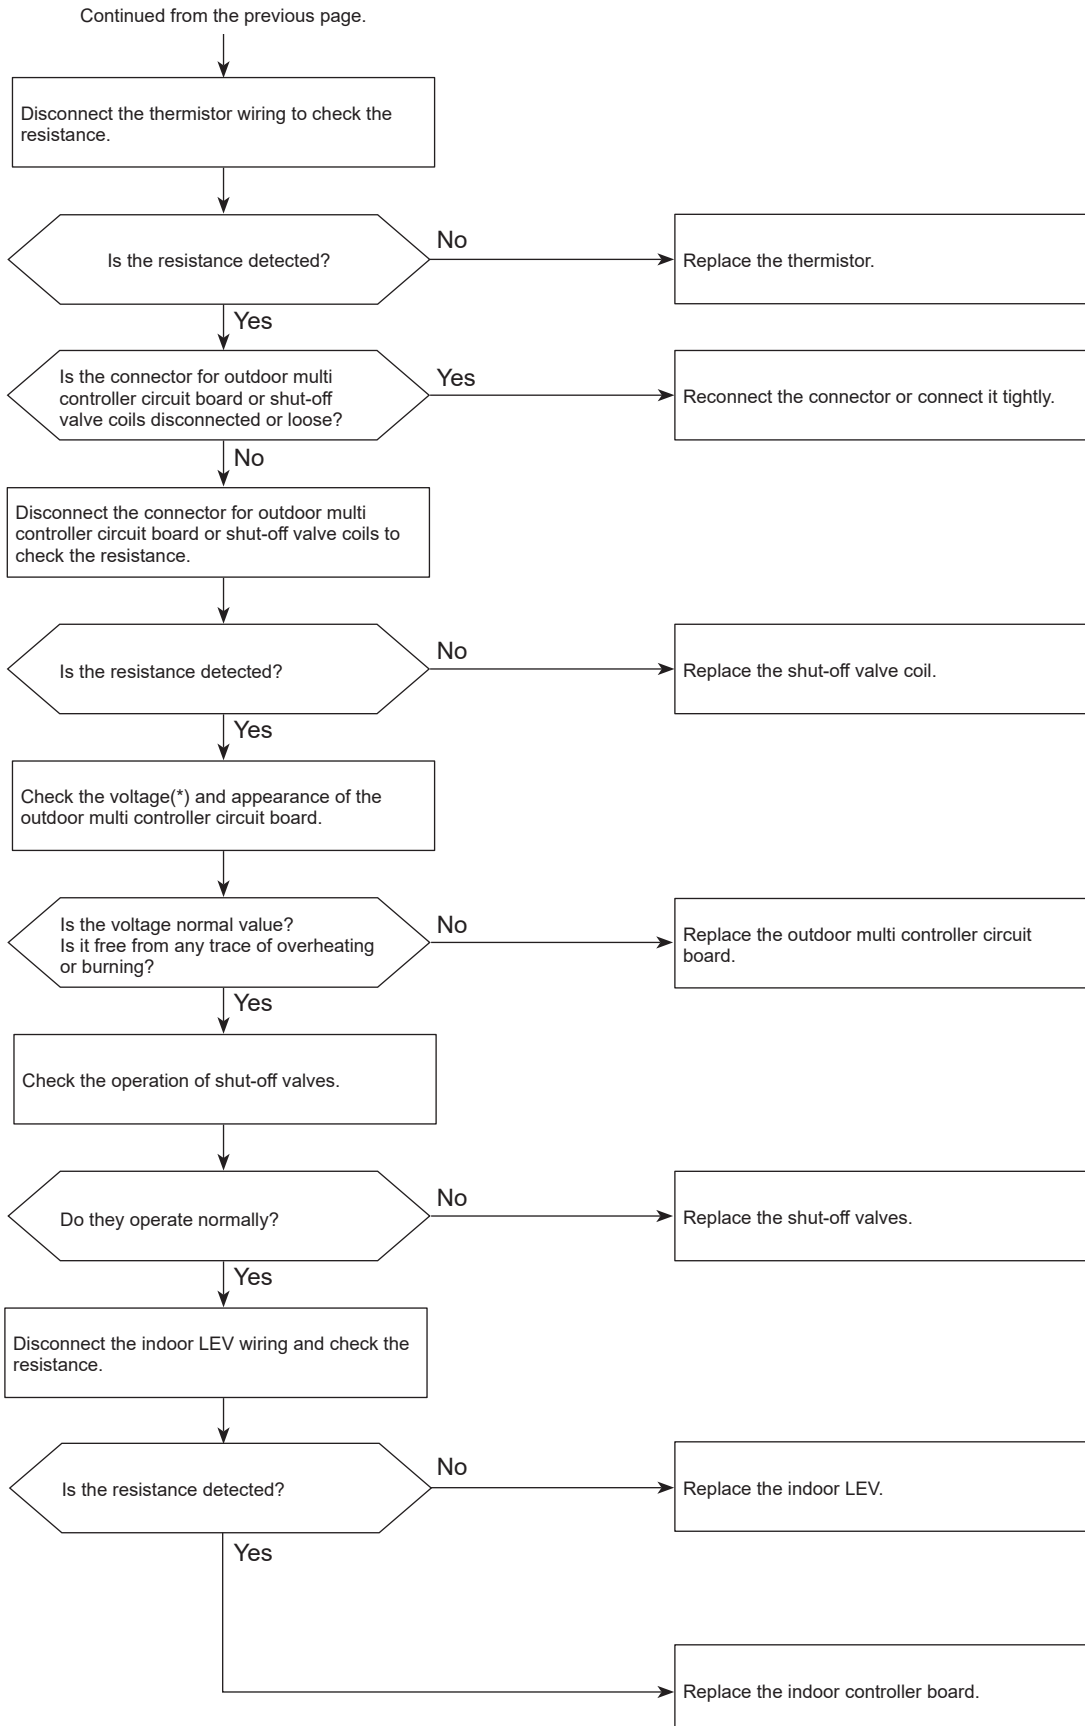 Continued from the previous page.
Disconnect the thermistor wiring to check the
resistance.
Is the resistance detected?
No
Replace the thermistor.
Yes
Is the connector for outdoor multi
controller circuit board or shut-off
valve coils disconnected or loose?
Yes
Reconnect the connector or connect it tightly.
No
Disconnect the connector for outdoor multi
controller circuit board or shut-off valve coils to
check the resistance.
Is the resistance detected?
No
Replace the shut-off valve coil.
Yes
Check the voltage(*) and appearance of the
outdoor multi controller circuit board.
Is the voltage normal value?
Is it free from any trace of overheating
or burning?
No
Replace the outdoor multi controller circuit
board.
Yes
Check the operation of shut-off valves.
Do they operate normally?
No
Replace the shut-off valves.
Yes
Disconnect the indoor LEV wiring and check the
resistance.
Is the resistance detected?
No
Replace the indoor LEV.
Yes
Replace the indoor controller board.